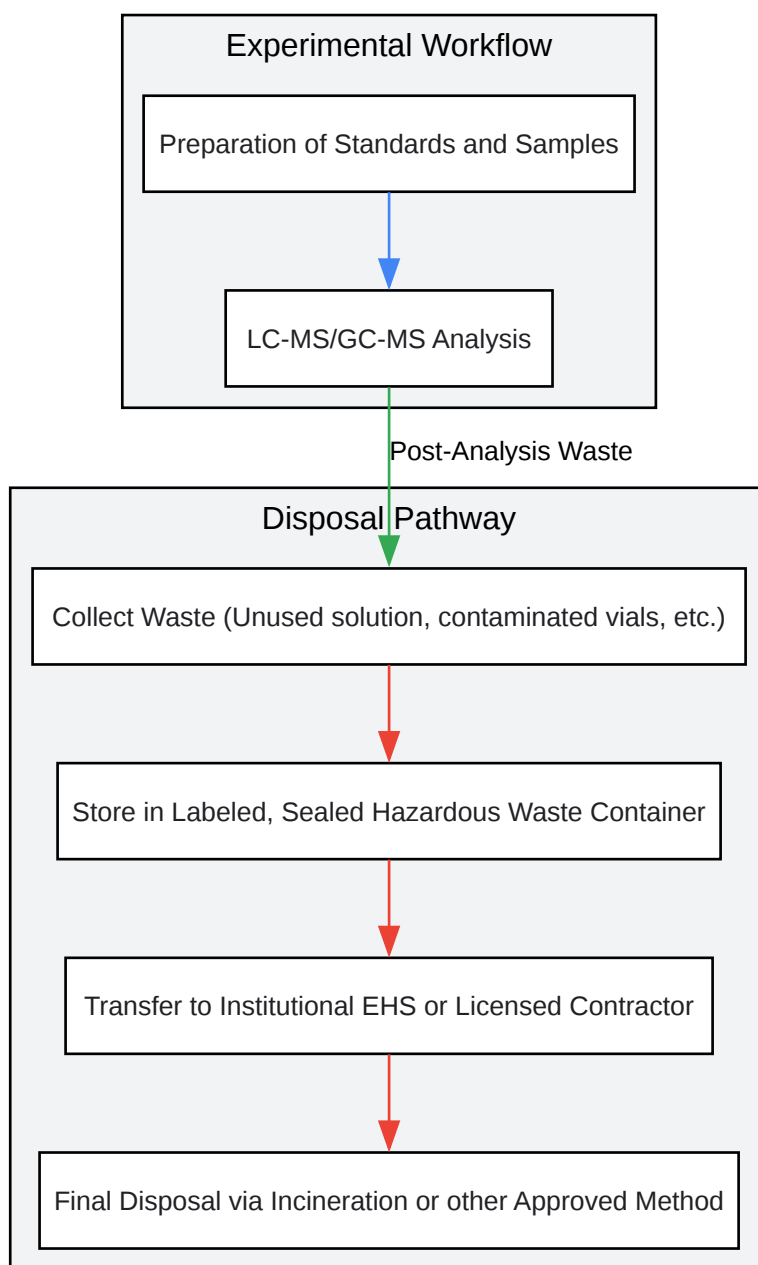 Experimental Workflow
Preparation of Standards and Samples
LC-MS/GC-MS Analysis
Post-Analysis Waste
Disposal Pathway
Collect Waste (Unused solution, contaminated vials, etc.)
Store in Labeled, Sealed Hazardous Waste Container
Transfer to Institutional EHS or Licensed Contractor
Final Disposal via Incineration or other Approved Method